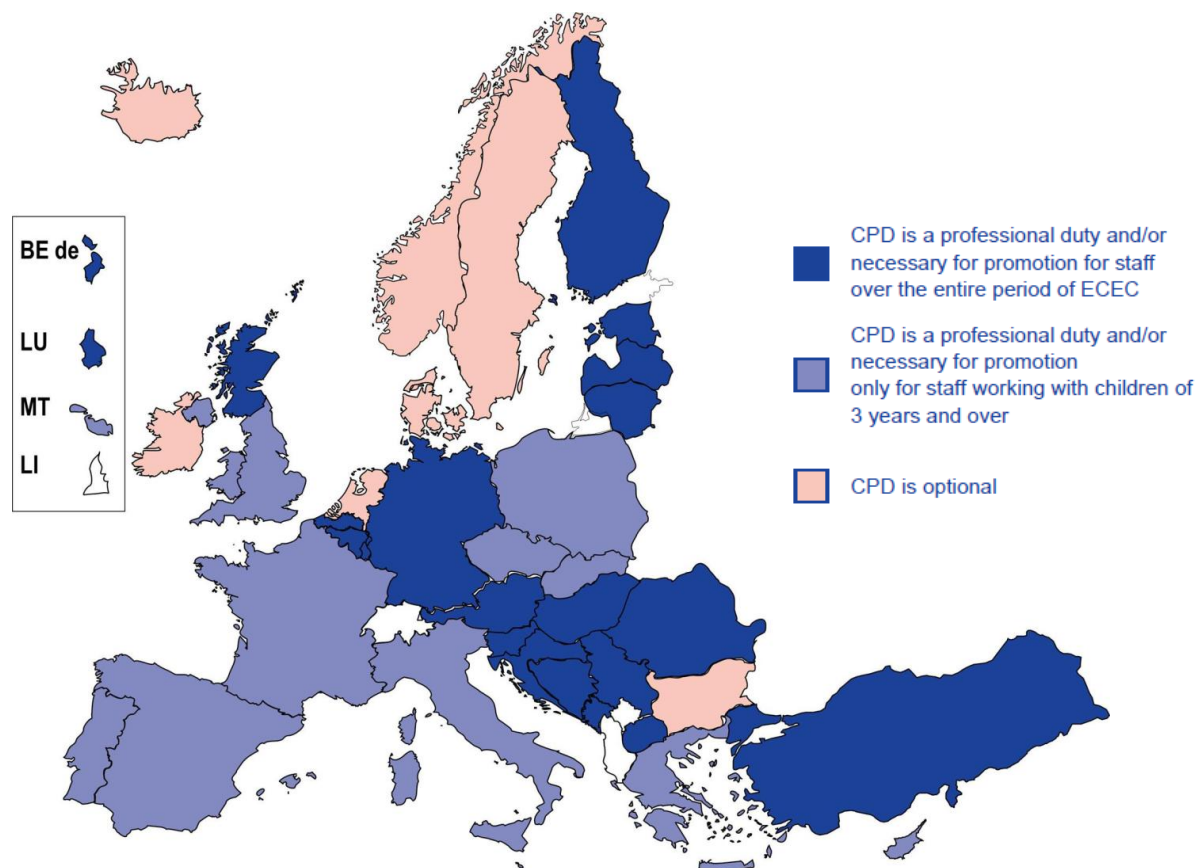 BE de
LU
MT
LI
CPD is a professional duty and/or
necessary for promotion for staff
over the entire period of ECEC
CPD is a professional duty and/or
necessary for promotion
only for staff working with children of
3 years and over
CPD is optional